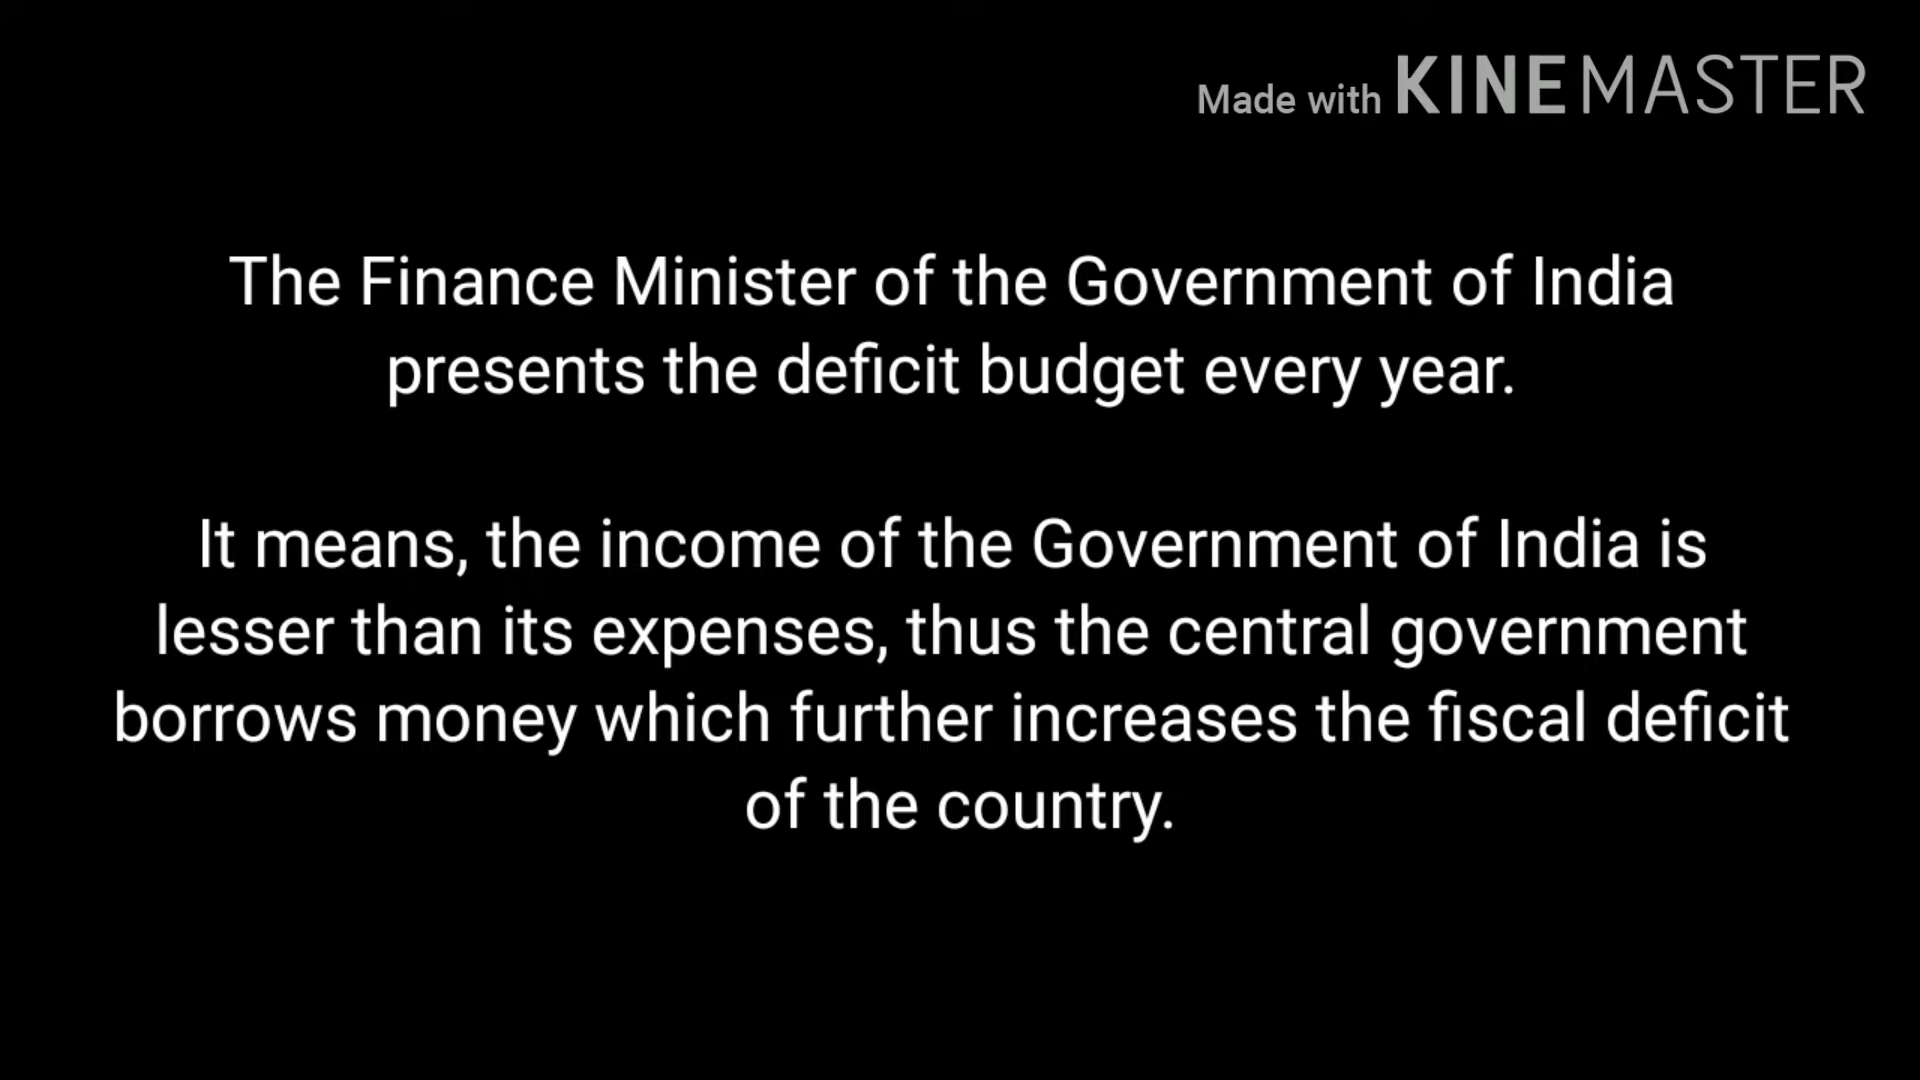 Made with KINEMASTER
The Finance Minister of the Government of India
presents the deficit budget every year.
It means, the income of the Government of India is
lesser than its expenses, thus the central government
borrows money which further increases the fiscal deficit
of the country.